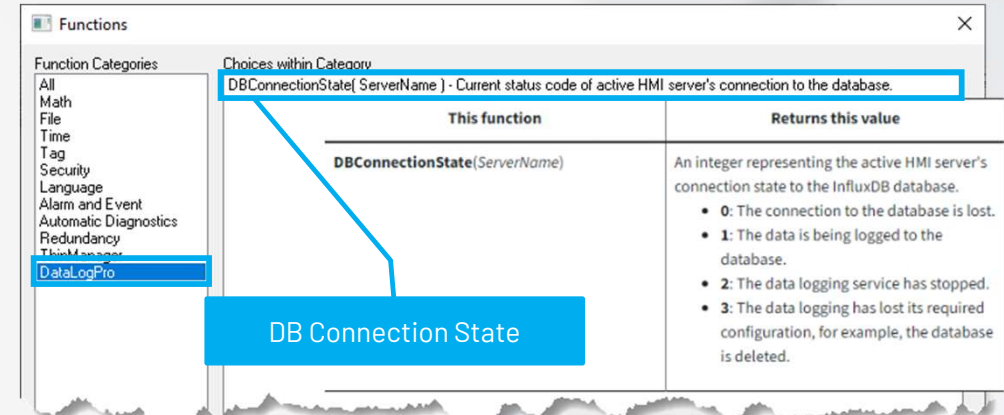 Functions
Function Categories
All
Math
File
Time
Tag
Security
Language
Alarm and Event
Automatic Diagnostics
Redundancy
ThinManager
DataLogPro
Choices within Category
DBConnectionState( ServerName ) - Current status code of active HMI server's connection to the database.
This function
Returns this value
DBConnectionState(ServerName)
An integer representing the active HMI server's
connection state to the InfluxDB database.
• 0: The connection to the database is lost.
• 1: The data is being logged to the
database.
• 2: The data logging service has stopped.
• 3: The data logging has lost its required
configuration, for example, the database
is deleted.
DB Connection State